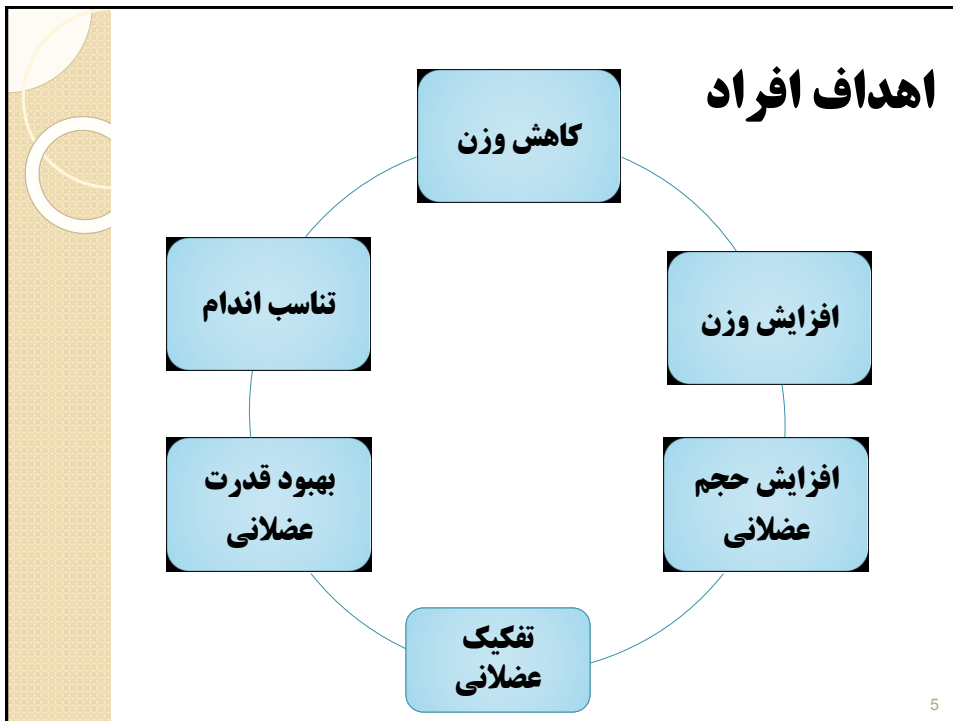 اهداف افراد
کاهش وزن
افزایش وزن
افزایش حجم
عضلانی
تفکیک
عضلانی
بهبود قدرت
عضلانی
تناسب اندام
5